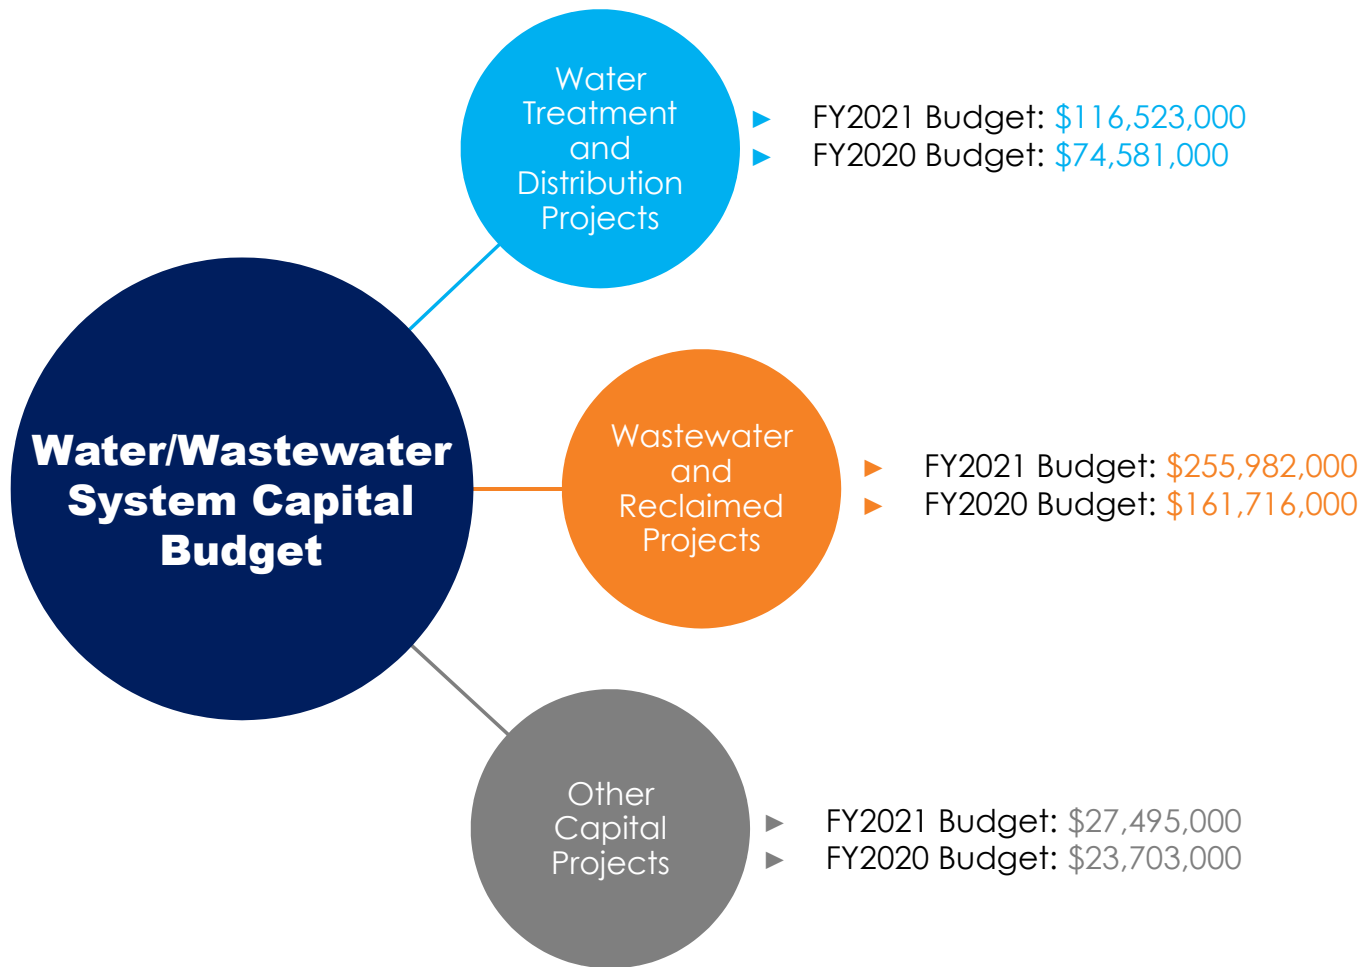 Water
Treatment
and
Distribution
Projects
► FY2021 Budget: $116,523,000
► FY2020 Budget: $74,581,000
Water/Wastewater
System Capital
Budget
Wastewater
and
Reclaimed
Projects
► FY2021 Budget: $255,982,000
► FY2020 Budget: $161,716,000
Other
Capital
Projects
► FY2021 Budget: $27,495,000
► FY2020 Budget: $23,703,000